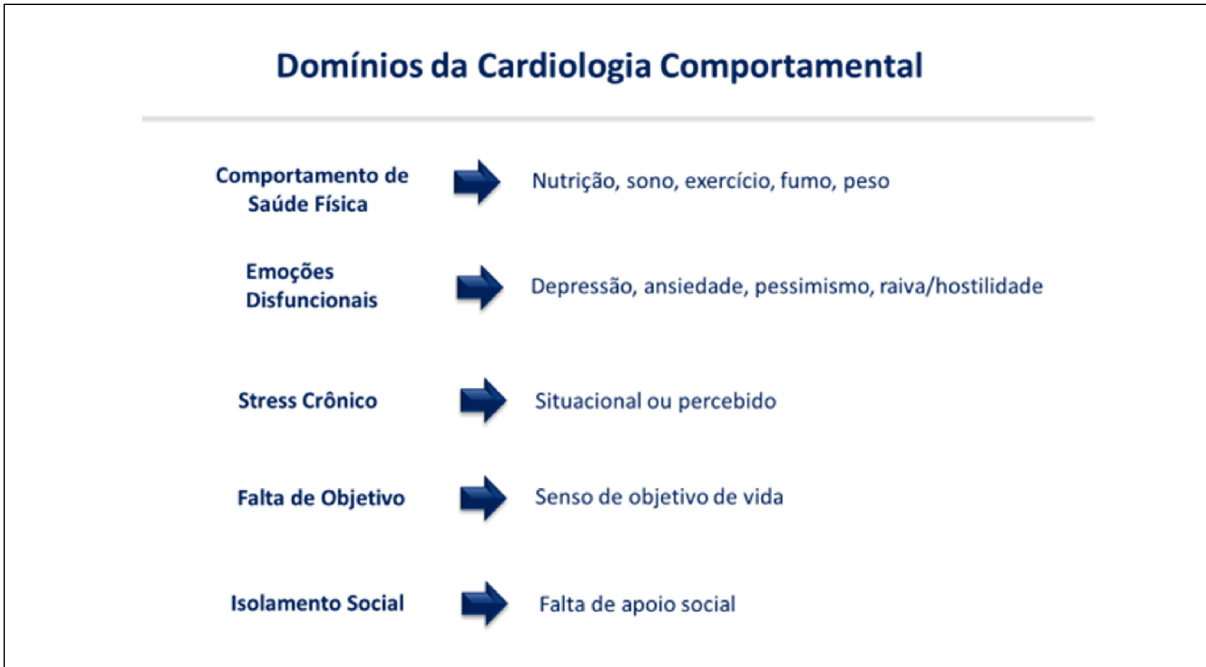 Domínios da Cardiologia Comportamental
Comportamento de
Saúde Física
Nutrição, sono, exercício, fumo, peso
Emoções
Disfuncionais
Depressão, ansiedade, pessimismo, raiva/hostilidade
Stress Crônico
Situacional ou percebido
Falta de Objetivo
Senso de objetivo de vida
Isolamento Social
Falta de apoio social